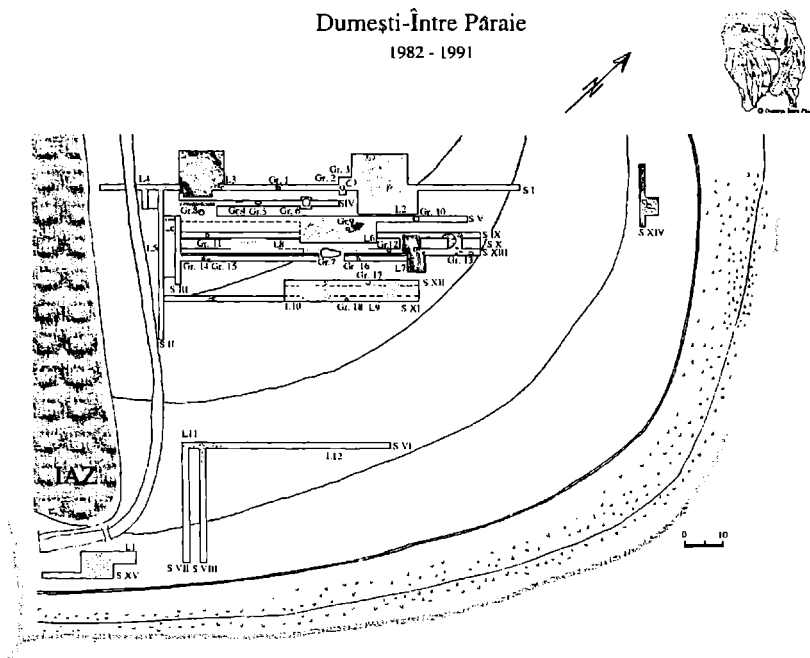 Dumești-Între Pâraie
1982 - 1991
L4
L3
Gr. 1
Gr. 3
Gr. 2
S I
S IV
L2
Gr. 10
S V
Gr. 5
Gr. 6
Gr. 9
L5
Gr. 11
L8
L6
Gr. 12
S IX
S X
S XIII
S XIV
Gr. 14
Gr. 15
Gr. 7
Gr. 16
L7
Gr. 13
S III
Gr. 17
S XII
L10
Gr. 18
L9
S XI
S II
L11
S VI
L12
IAZ
0 10
S VII
S VIII
S XV